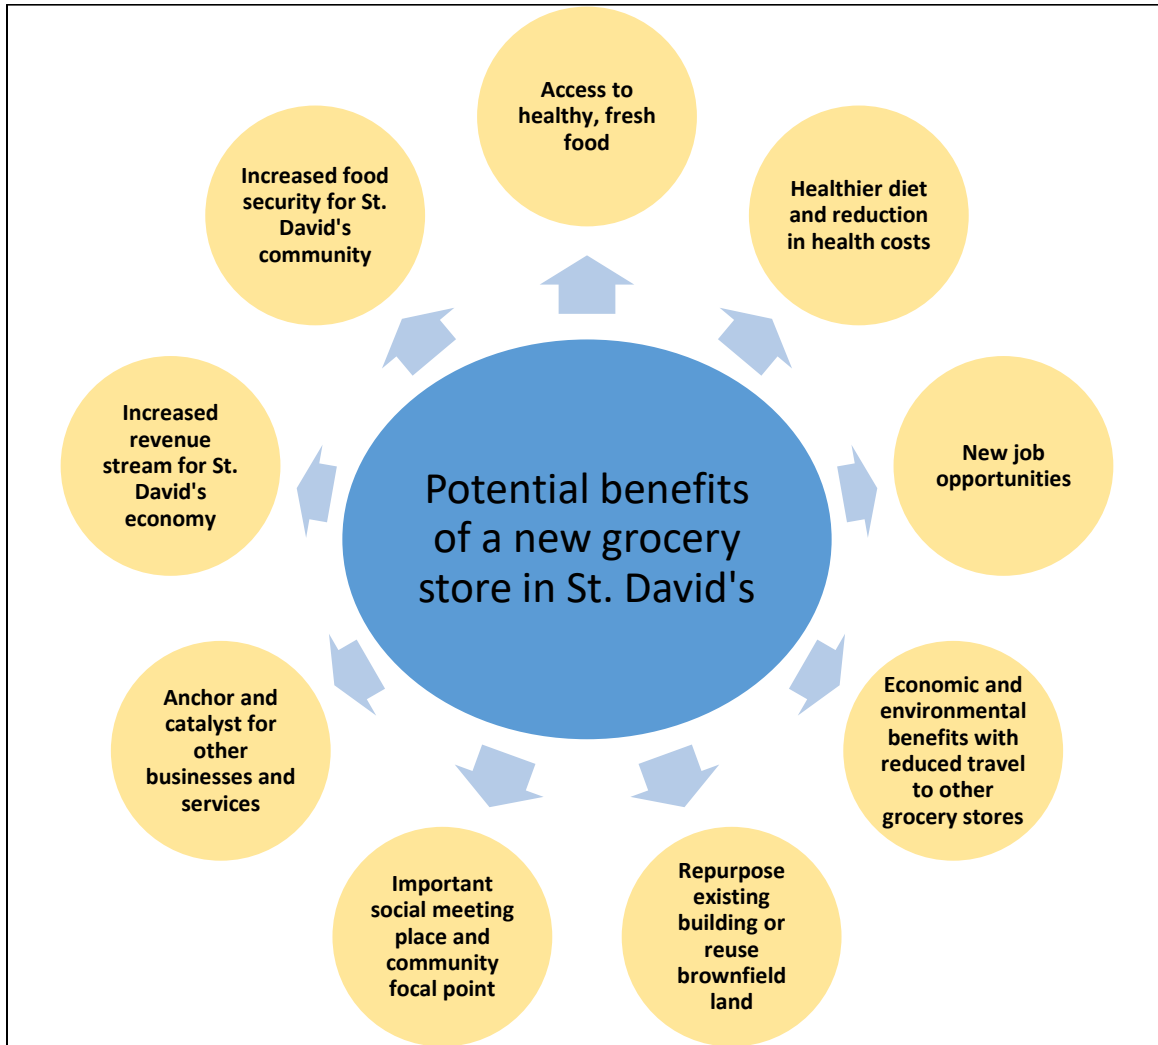 Access to
healthy, fresh
food
Healthier diet
and reduction
in health costs
New job
opportunities
Economic and
environmental
benefits with
reduced travel
to other
grocery stores
Repurpose
existing
building or
reuse
brownfield
land
Important
social meeting
place and
community
focal point
Anchor and
catalyst for
other
businesses and
services
Increased
revenue
stream for St.
David's
economy
Increased food
security for St.
David's
community
Potential benefits
of a new grocery
store in St. David's